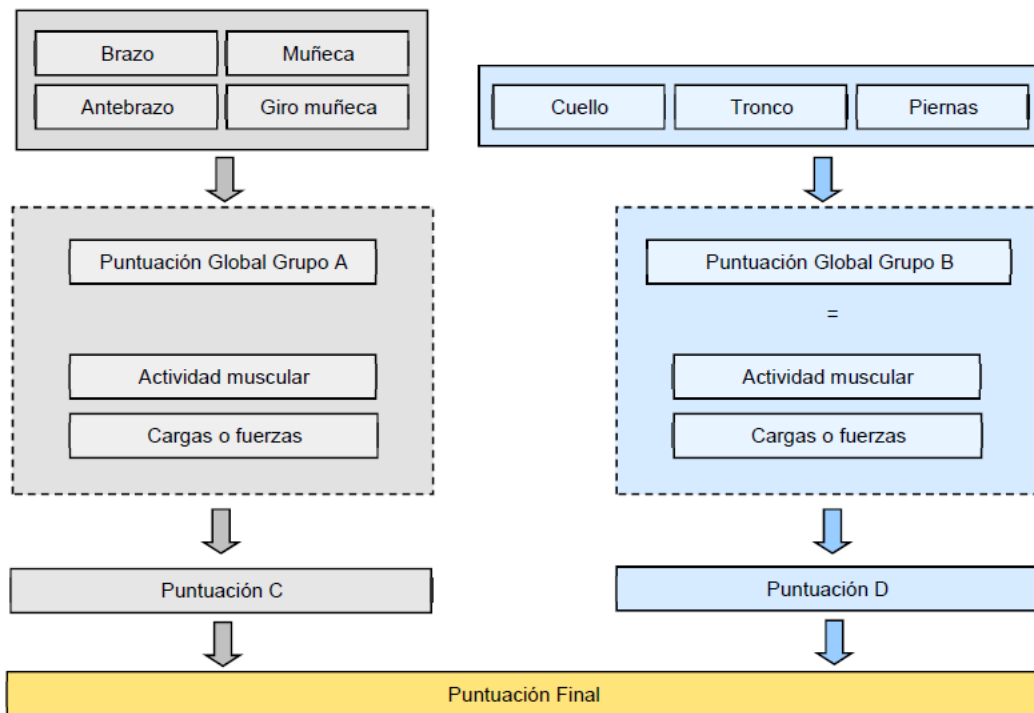 Brazo
Muñeca
Antebrazo
Giro muñeca
Cuello
Tronco
Piernas
Puntuación Global Grupo A
Actividad muscular
Cargas o fuerzas
Puntuación Global Grupo B
=
Actividad muscular
Cargas o fuerzas
Puntuación C
Puntuación D
Puntuación Final